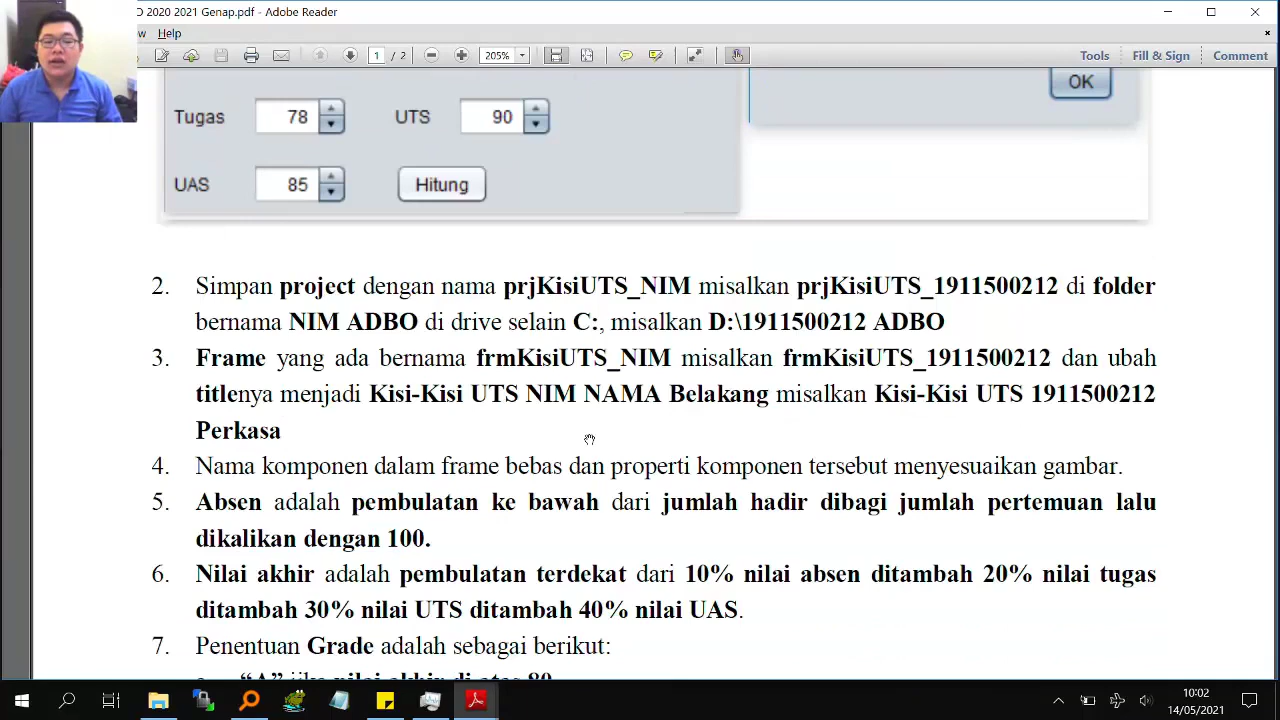 O 2020 2021 Genap.pdf - Adobe Reader
w Help
1 / 2 205% Tools Fill & Sign Comment
OK
Tugas 78 UTS 90
UAS 85 Hitung
2. Simpan project dengan nama prjKisiUTS_NIM misalkan prjKisiUTS_1911500212 di folder
bernama NIM ADBO di drive selain C:, misalkan D:\1911500212 ADBO
3. Frame yang ada bernama frmKisiUTS_NIM misalkan frmKisiUTS_1911500212 dan ubah
titlenya menjadi Kisi-Kisi UTS NIM NAMA Belakang misalkan Kisi-Kisi UTS 1911500212
Perkasa
4. Nama komponen dalam frame bebas dan properti komponen tersebut menyesuaikan gambar.
5. Absen adalah pembulatan ke bawah dari jumlah hadir dibagi jumlah pertemuan lalu
dikalikan dengan 100.
6. Nilai akhir adalah pembulatan terdekat dari 10% nilai absen ditambah 20% nilai tugas
ditambah 30% nilai UTS ditambah 40% nilai UAS.
7. Penentuan Grade adalah sebagai berikut:
“A” jika nilai akhir di atas 80
10:02
14/05/2021